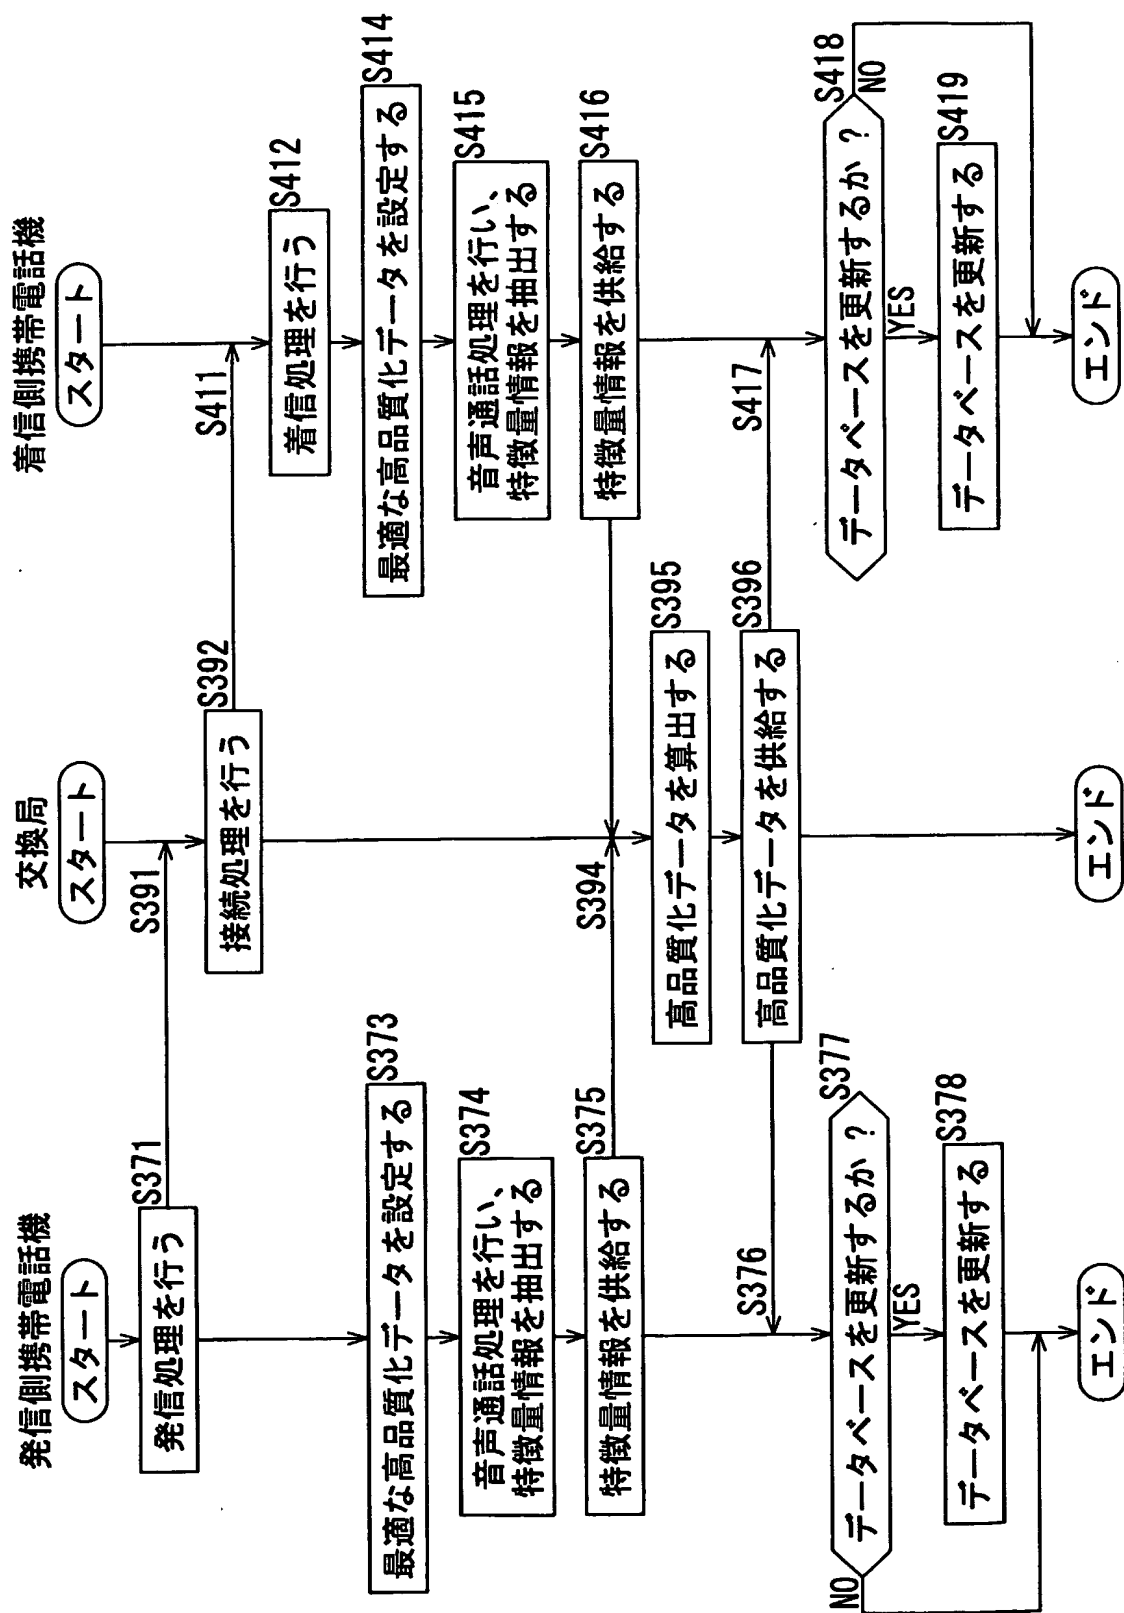 発信側携帯電話機
スタート
S371
発信処理を行う
S373
最適な高品質化データを設定する
S374
音声通話処理を行い、
特徴量情報を抽出する
S375
特徴量情報を供給する
S376
S377
データベースを更新するか？
NO
YES
S378
データベースを更新する
エンド
交換局
スタート
S391
S392
接続処理を行う
S394
S395
高品質化データを算出する
S396
高品質化データを供給する
エンド
着信側携帯電話機
スタート
S411
S412
着信処理を行う
S414
最適な高品質化データを設定する
S415
音声通話処理を行い、
特徴量情報を抽出する
S416
特徴量情報を供給する
S417
S418
データベースを更新するか？
NO
YES
S419
データベースを更新する
エンド